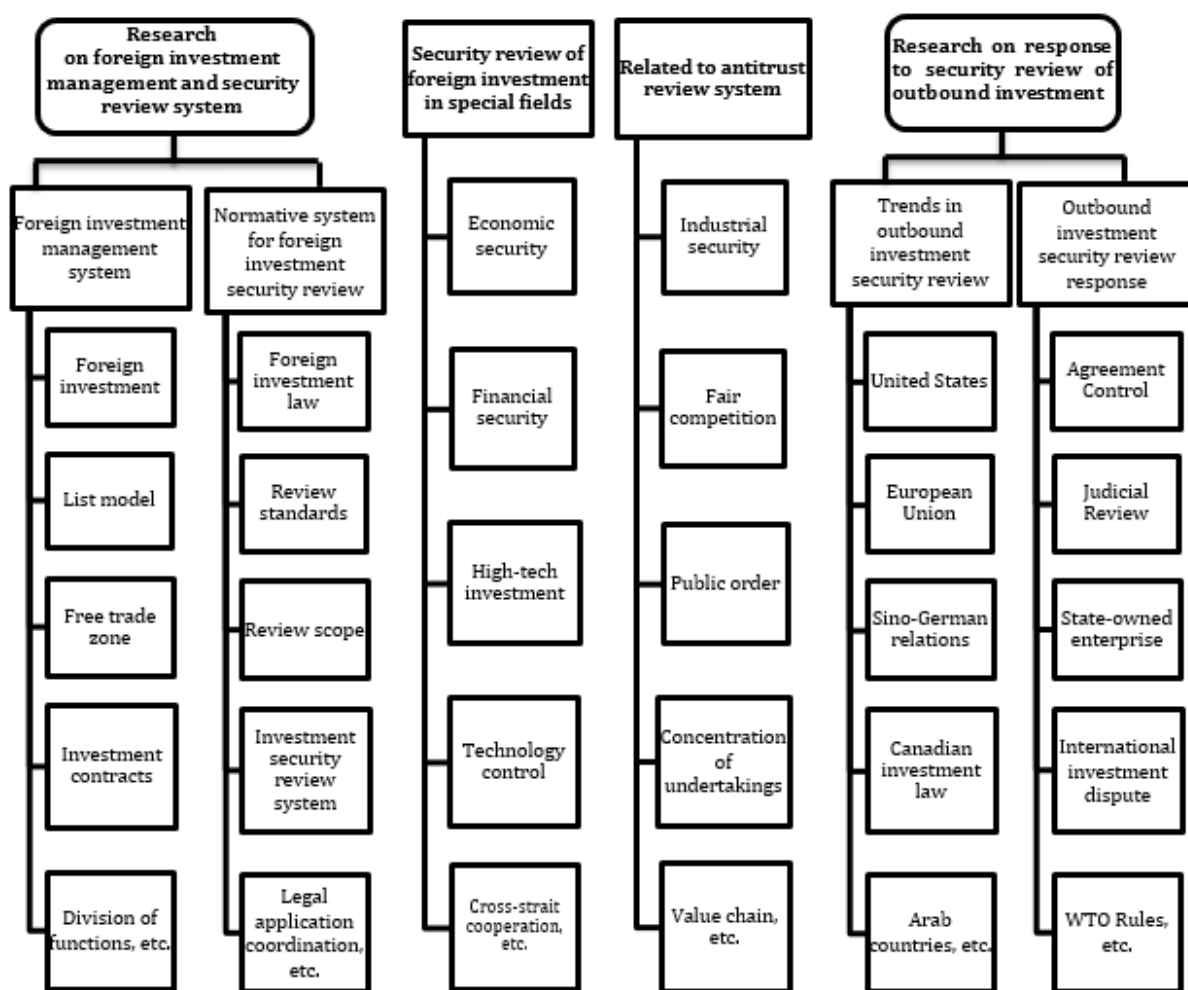 Research
on foreign investment
management and security
review system
Security review of
foreign investment
in special fields
Related to antitrust
review system
Research on response
to security review of
outbound investment
Foreign investment
management
system
Normative system
for foreign
investment
security review
Trends in
outbound
investment
security review
Outbound
investment
security review
response
Foreign
investment
List model
Free trade
zone
Investment
contracts
Division of
functions, etc.
Foreign
investment
law
Review
standards
Review scope
Investment
security
review
system
Legal
application
coordination,
etc.
Economic
security
Financial
security
High-tech
investment
Technology
control
Cross-strait
cooperation,
etc.
Industrial
security
Fair
competition
Public order
Concentration
of
undertakings
Value chain,
etc.
United States
European
Union
Sino-German
relations
Canadian
investment
law
Arab
countries, etc.
Agreement
Control
Judicial
Review
State-owned
enterprise
International
investment
dispute
WTO Rules,
etc.